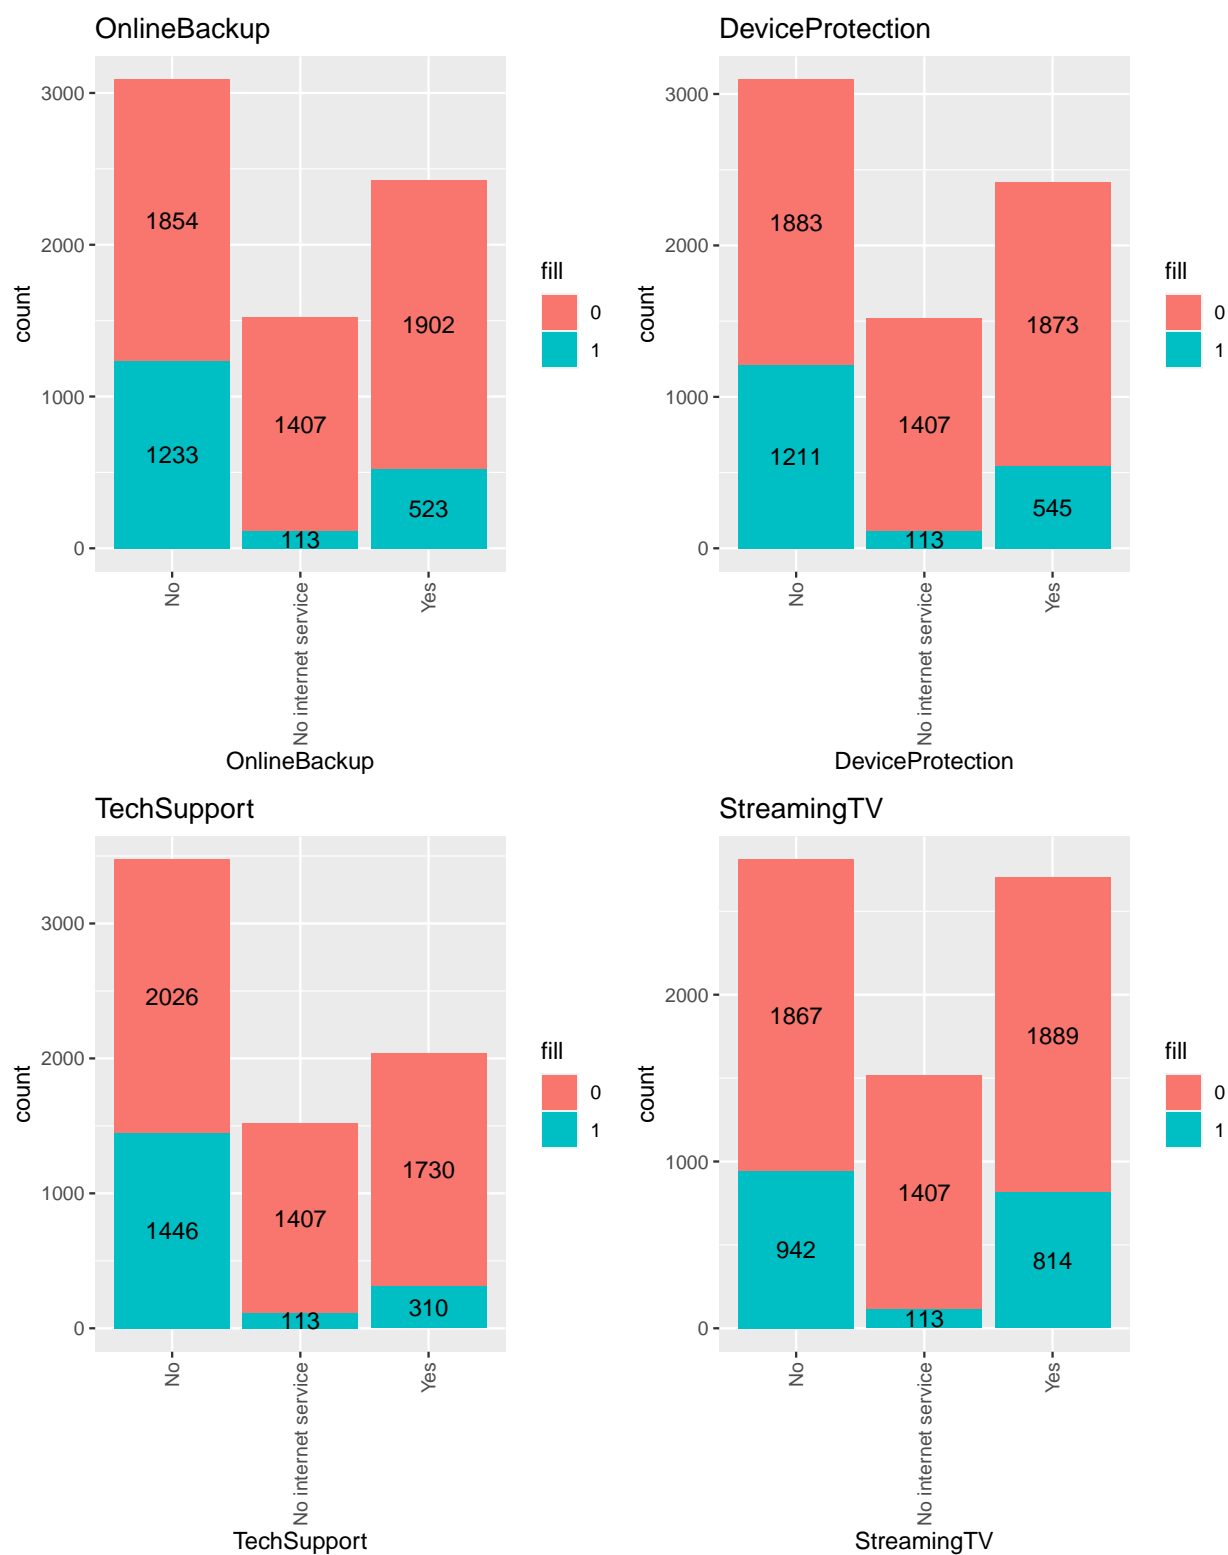 OnlineBackup
3000
2000
1000
0
count
1854
1233
1407
113
1902
523
No
No internet service
Yes
OnlineBackup
fill
0
1
DeviceProtection
3000
2000
1000
0
count
1883
1211
1407
113
1873
545
No
No internet service
Yes
DeviceProtection
fill
0
1
TechSupport
3000
2000
1000
0
count
2026
1446
1407
113
1730
310
No
No internet service
Yes
TechSupport
fill
0
1
StreamingTV
2000
1000
0
count
1867
942
1407
113
1889
814
No
No internet service
Yes
StreamingTV
fill
0
1